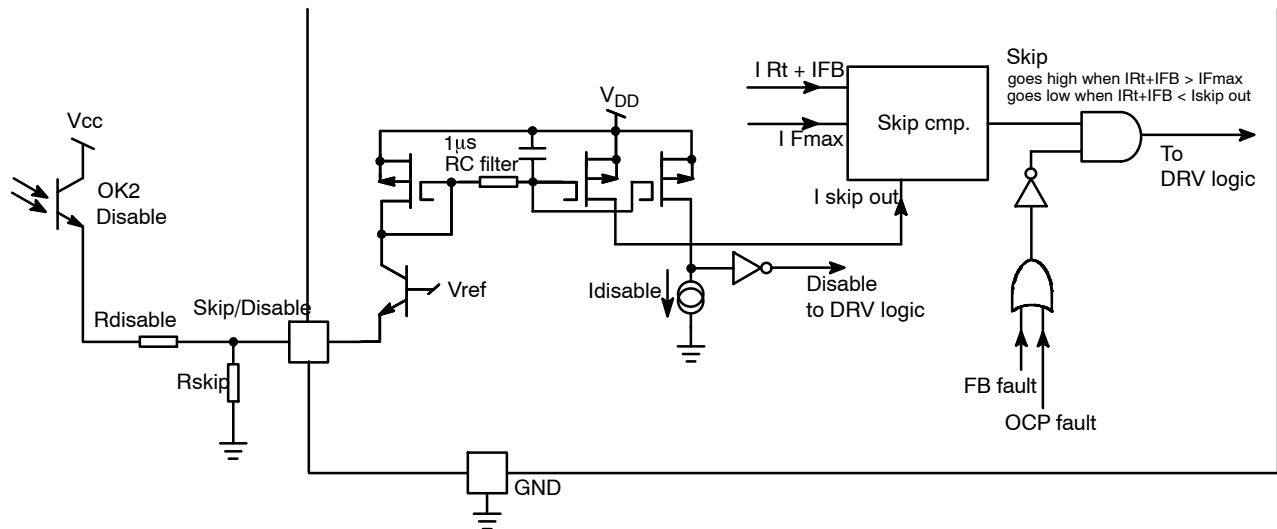 Vcc
OK2
Disable
Rdisable
Skip/Disable
Rskip
1μs
RC filter
VDD
Vref
Idisable
Disable
to DRV logic
I Rt + IFB
I Fmax
Skip cmp.
I skip out
Skip
goes high when IRt+IFB > IFmax
goes low when IRt+IFB < Iskip out
To
DRV logic
FB fault
OCP fault
GND